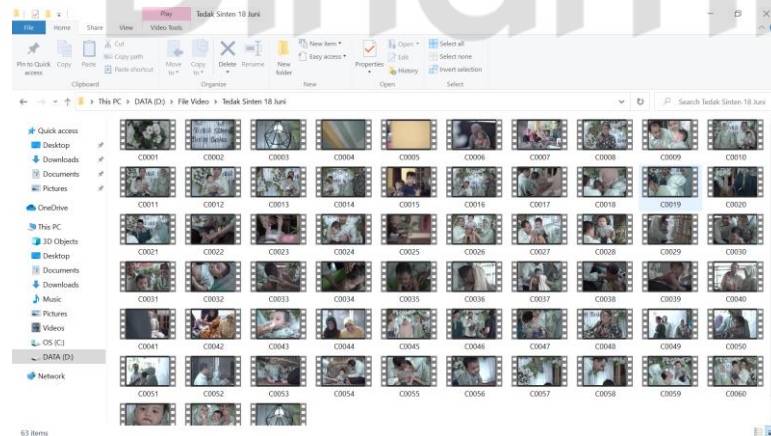 Play
Tedak Sinten 18 Juni
File
Home
Share
View
Video Tools
Pin to Quick access
Copy
Paste
Cut
Copy path
Paste shortcut
Clipboard
Move to
Copy to
Delete
Rename
Organize
New folder
New item
Easy access
New
Properties
Open
Edit
History
Open
Select all
Select none
Invert selection
Select
This PC > DATA (D:) > File Video > Tedak Sinten 18 Juni
Search Tedak Sinten 18 Juni
Quick access
Desktop
Downloads
Documents
Pictures
OneDrive
This PC
3D Objects
Desktop
Documents
Downloads
Music
Pictures
Videos
OS (C:)
DATA (D:)
Network
C0001 C0002 C0003 C0004 C0005 C0006 C0007 C0008 C0009 C0010
C0011 C0012 C0013 C0014 C0015 C0016 C0017 C0018 C0019 C0020
C0021 C0022 C0023 C0024 C0025 C0026 C0027 C0028 C0029 C0030
C0031 C0032 C0033 C0034 C0035 C0036 C0037 C0038 C0039 C0040
C0041 C0042 C0043 C0044 C0045 C0046 C0047 C0048 C0049 C0050
C0051 C0052 C0053 C0054 C0055 C0056 C0057 C0058 C0059 C0060
63 items